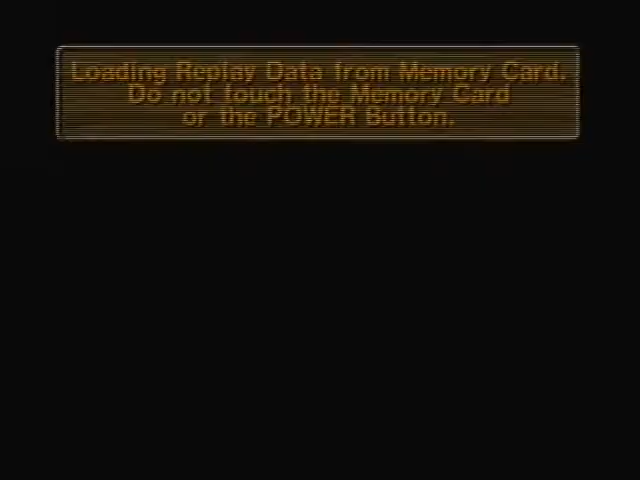 Loading Replay Data from Memory Card.
Do not touch the Memory Card
or the POWER Button.